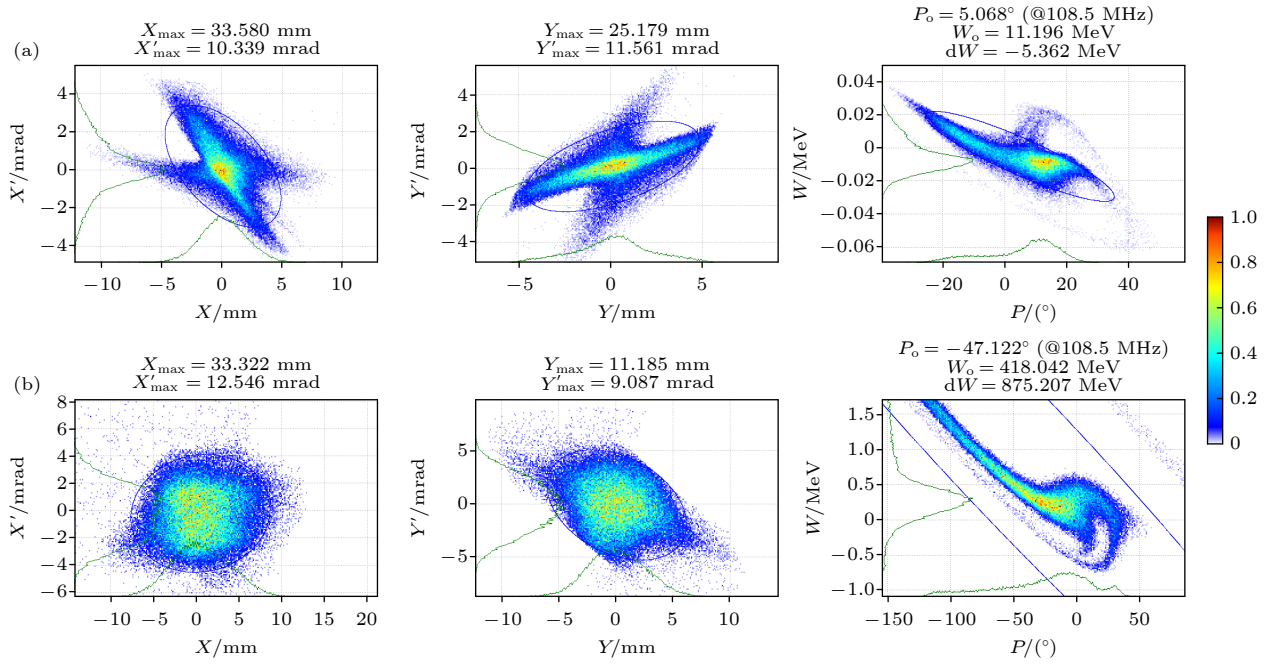 (a)
X_max = 33.580 mm
X′_max = 10.339 mrad
Y_max = 25.179 mm
Y′_max = 11.561 mrad
P_o = 5.068° (@108.5 MHz)
W_o = 11.196 MeV
dW = −5.362 MeV
X′/mrad
4
2
0
−2
−4
−10
−5
0
5
10
X/mm
Y′/mrad
4
2
0
−2
−4
−5
0
5
Y/mm
W/MeV
0.04
0.02
0
−0.02
−0.04
−0.06
−20
0
20
40
P/(°)
1.0
0.8
0.6
0.4
0.2
0
(b)
X_max = 33.322 mm
X′_max = 12.546 mrad
Y_max = 11.185 mm
Y′_max = 9.087 mrad
P_o = −47.122° (@108.5 MHz)
W_o = 418.042 MeV
dW = 875.207 MeV
X′/mrad
8
6
4
2
0
−2
−4
−6
−10
−5
0
5
10
15
20
X/mm
Y′/mrad
5
0
−5
−10
−5
0
5
10
Y/mm
W/MeV
1.5
1.0
0.5
0
−0.5
−1.0
−150
−100
−50
0
50
P/(°)